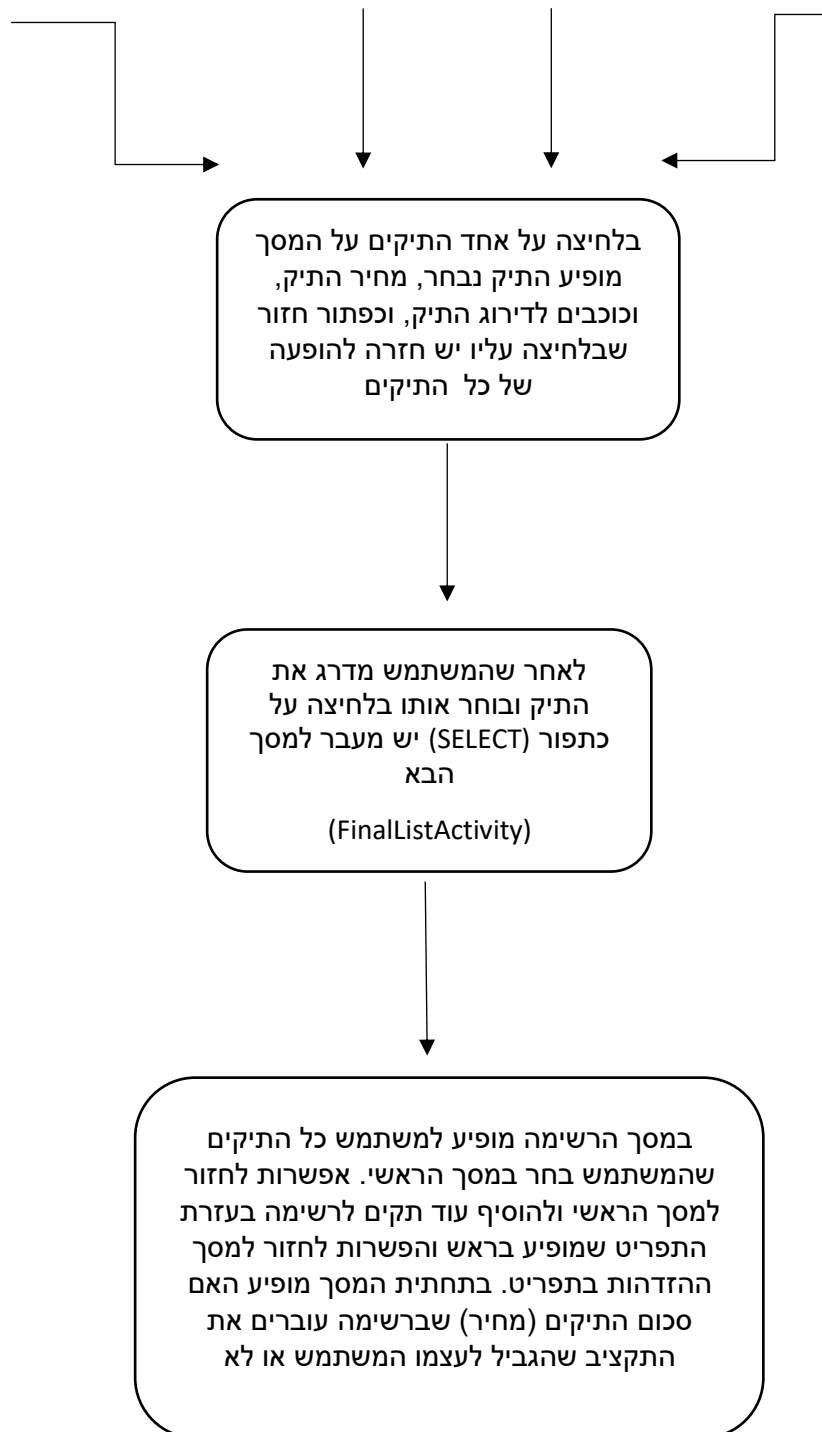 בלחיצה על אחד התיקים על המסך
מופיע התיק נבחר, מחיר התיק,
וכוכבים לדירוג התיק, וכפתור חזור
שבלחיצה עליו יש חזרה להופעה
של כל התיקים
לאחר שהמשתמש מדרג את
התיק ובוחר אותו בלחיצה על
כתפור (SELECT) יש מעבר למסך
הבא
(FinalListActivity)
במסך הרשימה מופיע למשתמש כל התיקים
שהמשתמש בחר במסך הראשי. אפשרות לחזור
למסך הראשי ולהוסיף עוד תקים לרשימה בעזרת
התפריט שמופיע בראש והפשרות לחזור למסך
ההזדהות בתפריט. בתחתית המסך מופיע האם
סכום התיקים (מחיר) שברשימה עוברים את
התקציב שהגביל לעצמו המשתמש או לא